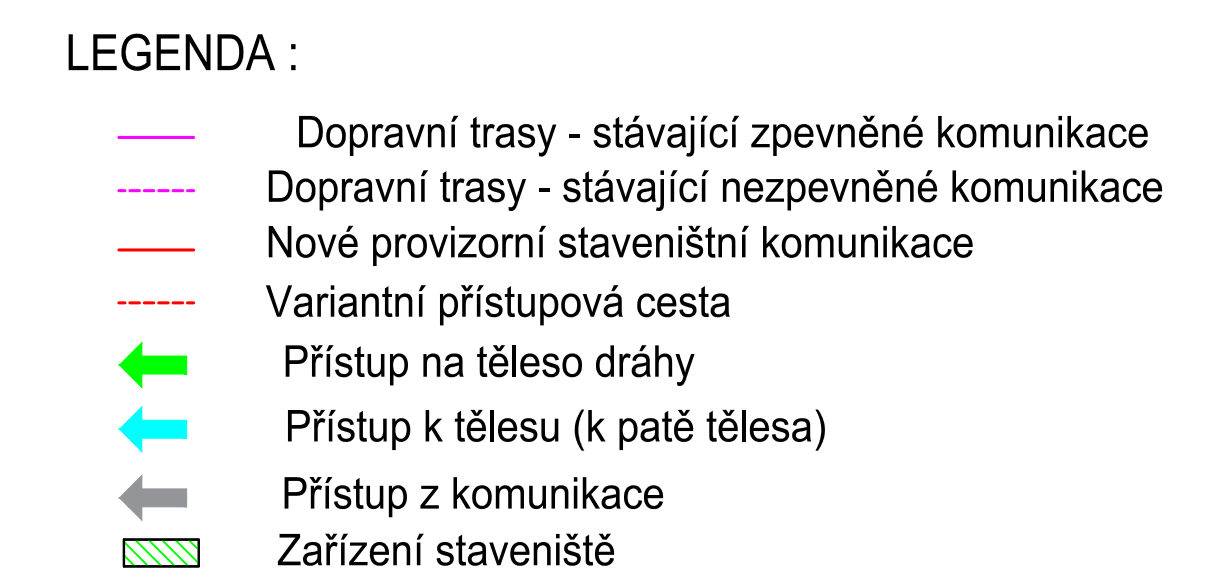 LEGENDA :
Dopravní trasy - stávající zpevněné komunikace
Dopravní trasy - stávající nezpevněné komunikace
Nové provizorní staveništní komunikace
Variantní přístupová cesta
Přístup na těleso dráhy
Přístup k tělesu (k patě tělesa)
Přístup z komunikace
Zařízení staveniště